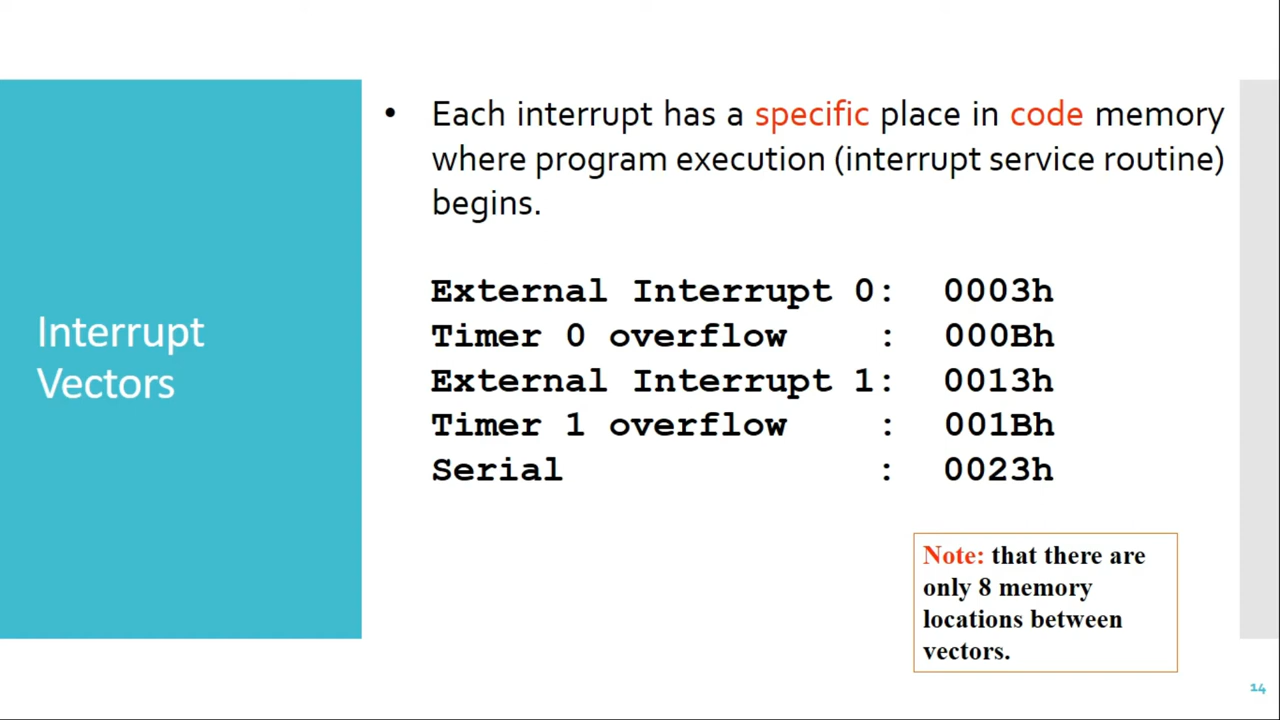 Interrupt
Vectors
• Each interrupt has a specific place in code memory
where program execution (interrupt service routine)
begins.
External Interrupt 0: 0003h
Timer 0 overflow : 000Bh
External Interrupt 1: 0013h
Timer 1 overflow : 001Bh
Serial : 0023h
Note: that there are
only 8 memory
locations between
vectors.
14